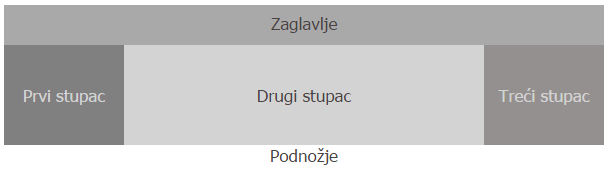 Zaglavlje
Prvi stupac
Drugi stupac
Treći stupac
Podnožje